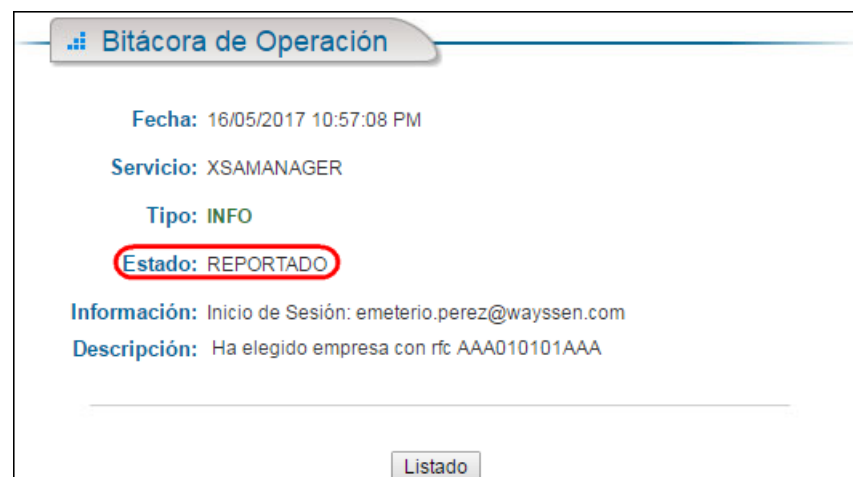 Bitácora de Operación
Fecha: 16/05/2017 10:57:08 PM
Servicio: XSAMANAGER
Tipo: INFO
Estado: REPORTADO
Información: Inicio de Sesión: emeterio.perez@wayssen.com
Descripción: Ha elegido empresa con rfc AAA010101AAA
Listado